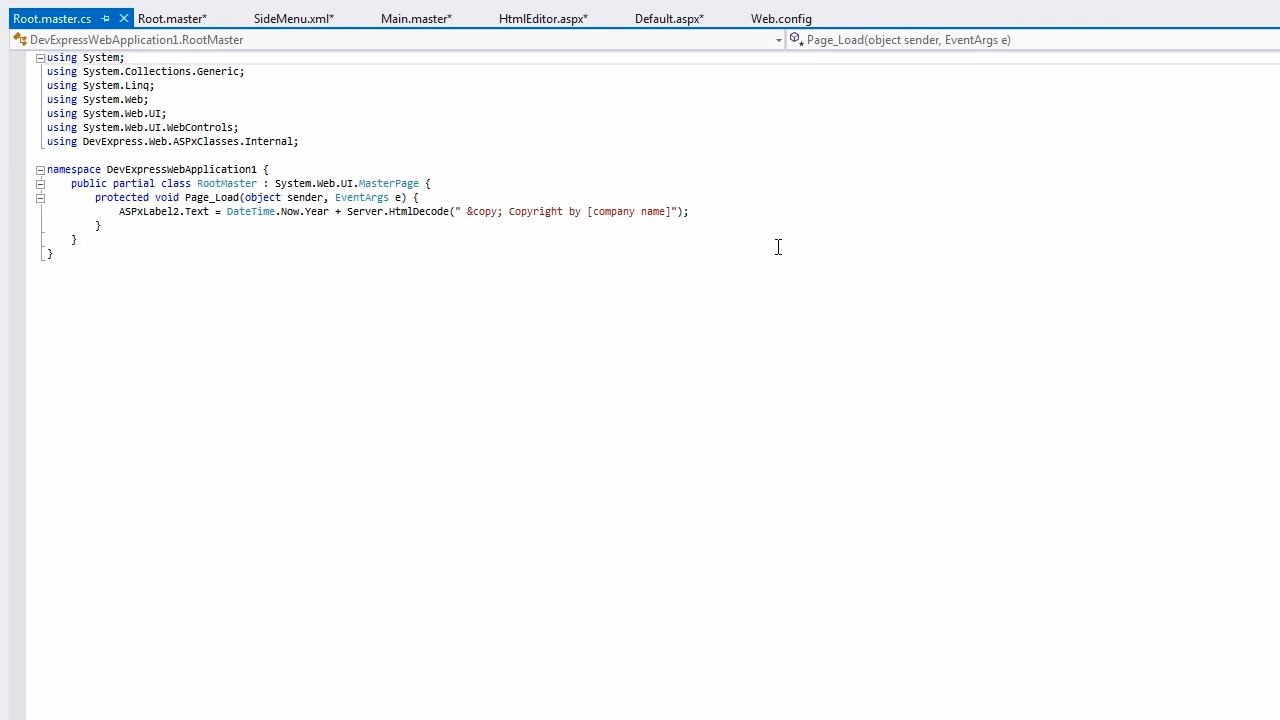 Root.master.cs Root.master* SideMenu.xml* Main.master* HtmlEditor.aspx* Default.aspx* Web.config
DevExpressWebApplication1.RootMaster Page_Load(object sender, EventArgs e)
using System;
using System.Collections.Generic;
using System.Linq;
using System.Web;
using System.Web.UI;
using System.Web.UI.WebControls;
using DevExpress.Web.ASPxClasses.Internal;
namespace DevExpressWebApplication1 {
public partial class RootMaster : System.Web.UI.MasterPage {
protected void Page_Load(object sender, EventArgs e) {
ASPxLabel2.Text = DateTime.Now.Year + Server.HtmlDecode(" &copy; Copyright by [company name]");
}
}
}